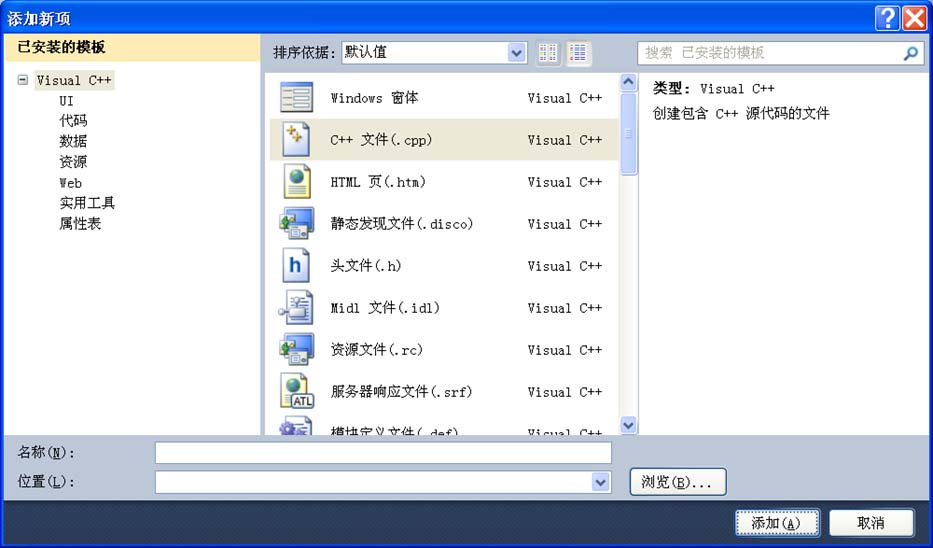 添加新项
已安装的模板
排序依据: 默认值
搜索 已安装的模板
Visual C++
UI
代码
数据
资源
Web
实用工具
属性表
Windows 窗体 Visual C++
C++ 文件(.cpp) Visual C++
HTML 页(.htm) Visual C++
静态发现文件(.disco) Visual C++
头文件(.h) Visual C++
Midl 文件(.idl) Visual C++
资源文件(.rc) Visual C++
ATL
服务器响应文件(.srf) Visual C++
模块定义文件(.def) Visual C++
类型: Visual C++
创建包含 C++ 源代码的文件
名称(N):
位置(L):
浏览(B)...
添加(A)
取消